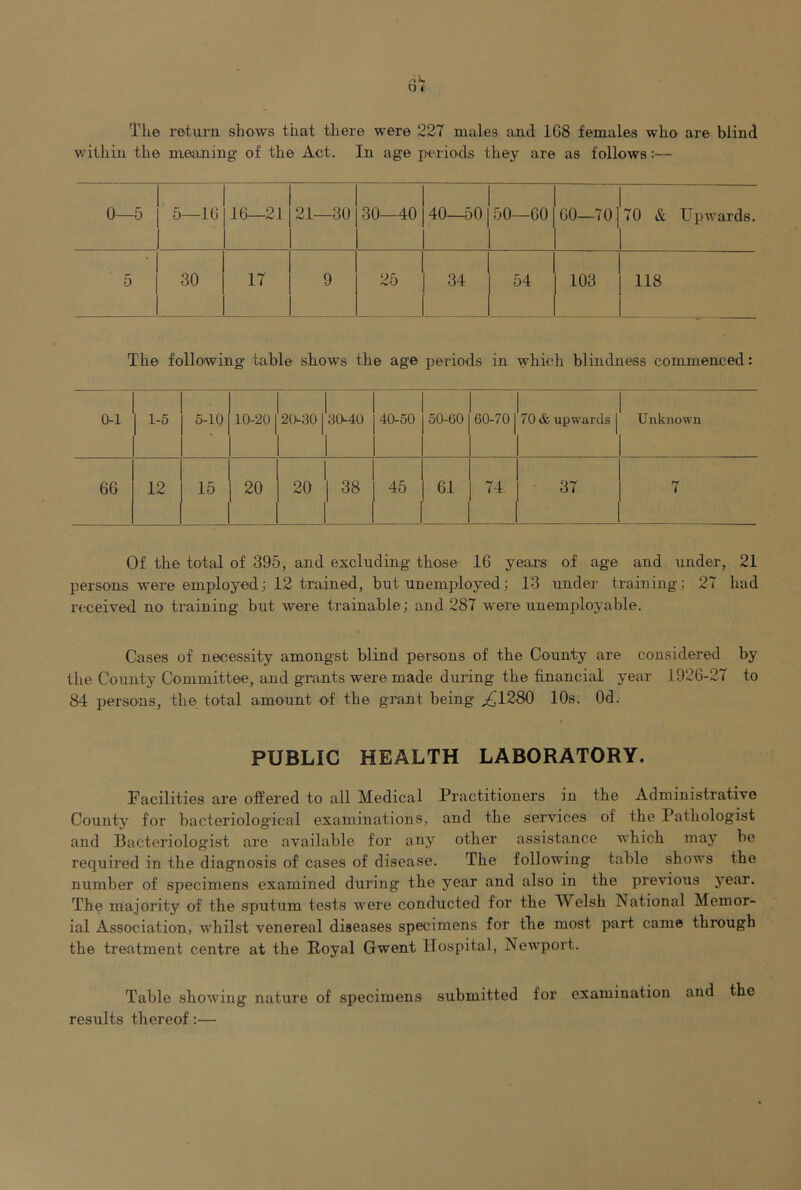 The return shows that there were 227 males and 168 females who are blind
within the meaning of the Act. In age periods they are as follows:—
0—5 5—16 16—21 21—30 30—40 40—50 50—60 60—70 70 & Upwards.
5 30 17 9 25 34 54 103 118
The following table shows the age periods in which blindness commenced:
0-1 1-5 5-10 10-20 20-30 30-40 40-50 50-60 60-70 70 & upwards Unknown
66 12 15 20 20 38 45 61 74 37 7
Of the total of 395, and excluding those 16 years of age and under, 21
persons were employed; 12 trained, but unemployed; 13 under training; 27 had
received no training but were trainable; and 287 were unemployable.
Cases of necessity amongst blind persons of the County are considered by
the County Committee, and grants were made during the financial year 1926-27 to
84 persons, the total amount of the grant being £1280 10s. 0d.
PUBLIC HEALTH LABORATORY.
Facilities are offered to all Medical Practitioners in the Administrative
County for bacteriological examinations, and the services of the Pathologist
and Bacteriologist are available for any other assistance which may be
required in the diagnosis of cases of disease. The following table shows the
number of specimens examined during the year and also in the previous year.
The majority of the sputum tests were conducted for the Welsh National Memor-
ial Association, whilst venereal diseases specimens for the most part came through
the treatment centre at the Royal Gwent Hospital, Newport.
Table showing nature of specimens submitted for examination and the
results thereof:—